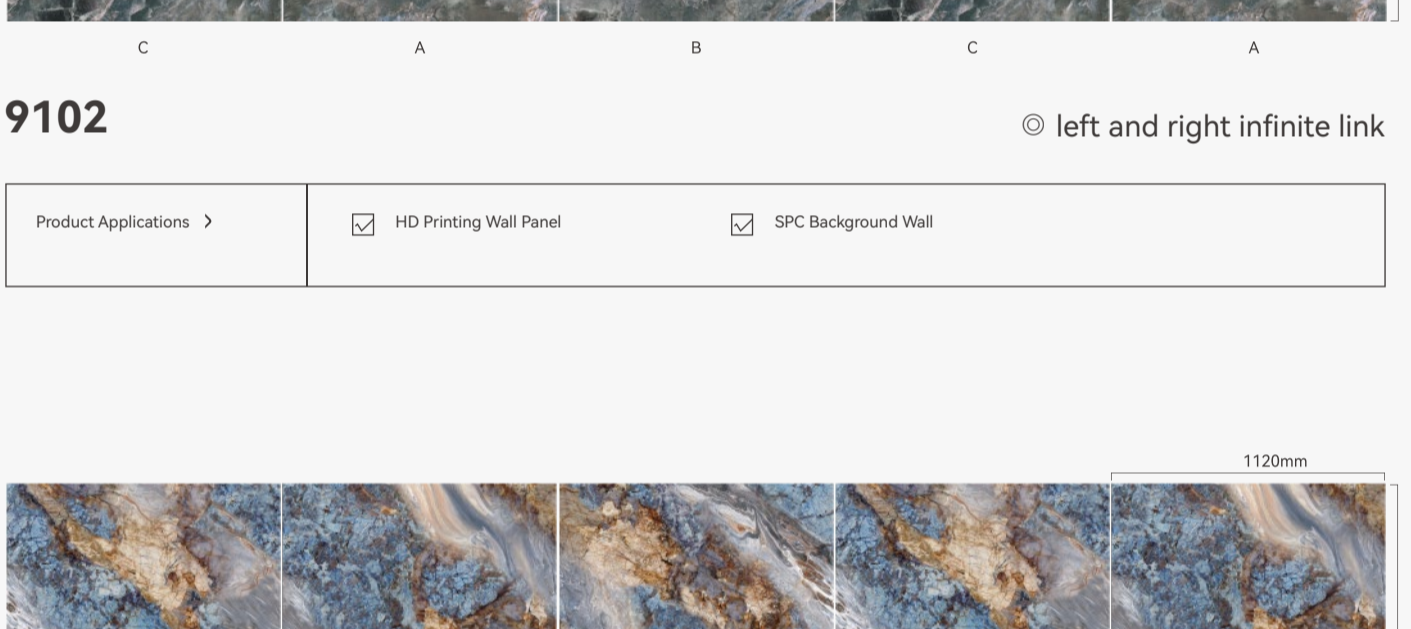 C A B C A
9102
◎ left and right infinite link
Product Applications >
☑ HD Printing Wall Panel ☑ SPC Background Wall
1120mm